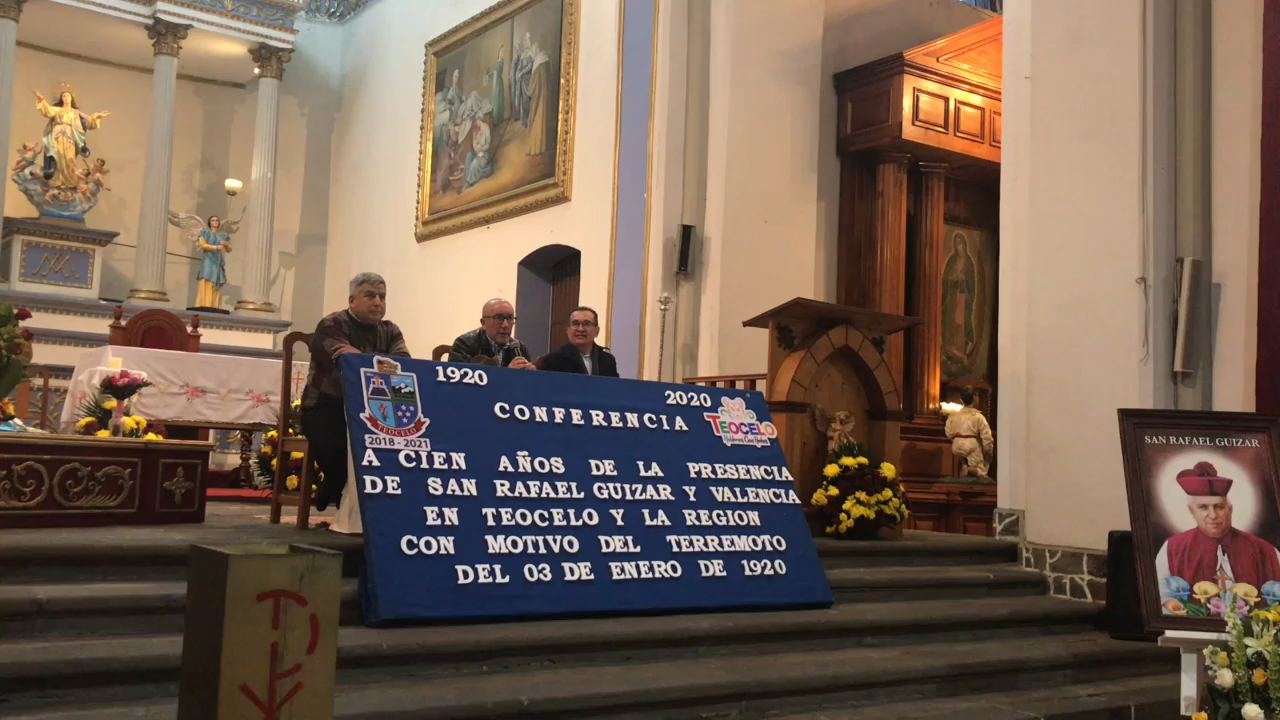 1920
2020
CONFERENCIA
TEOCELO
2018 - 2021
TEOCELO
A CIEN AÑOS DE LA PRESENCIA
DE SAN RAFAEL GUIZAR Y VALENCIA
EN TEOCELO Y LA REGION
CON MOTIVO DEL TERREMOTO
DEL 03 DE ENERO DE 1920
SAN RAFAEL GUIZAR